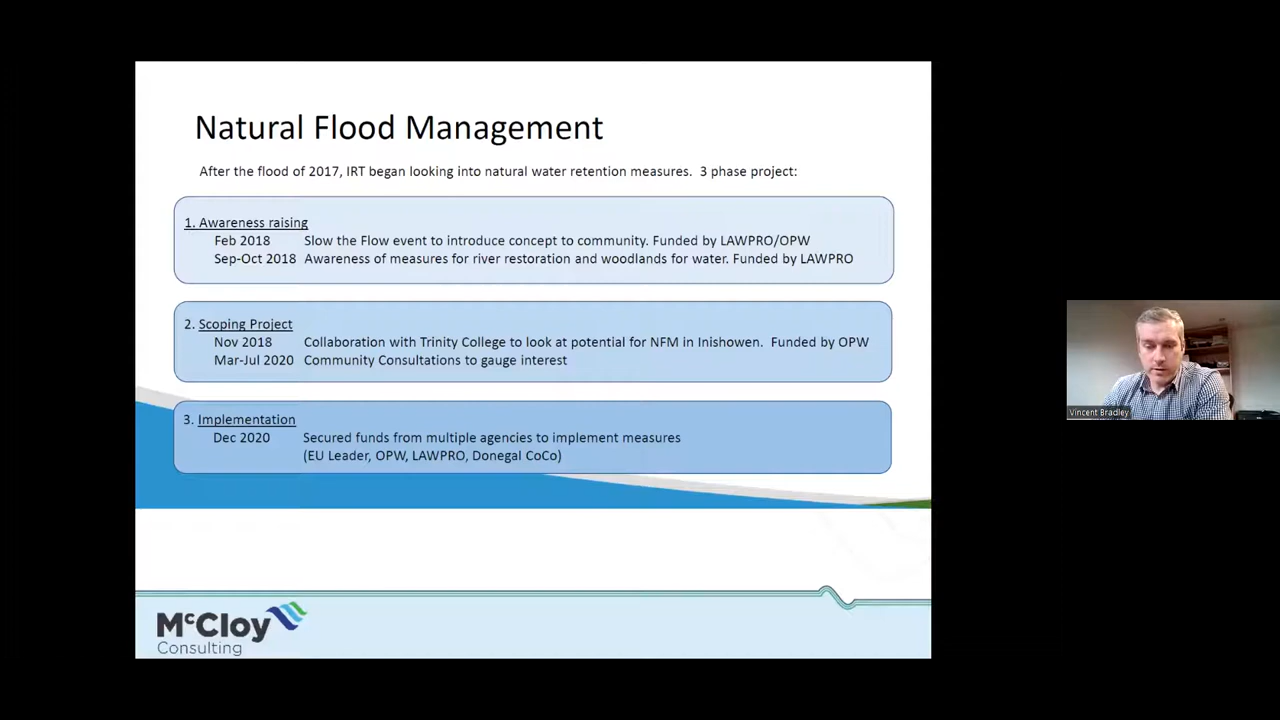 Natural Flood Management
After the flood of 2017, IRT began looking into natural water retention measures. 3 phase project:
1. Awareness raising
Feb 2018 Slow the Flow event to introduce concept to community. Funded by LAWPRO/OPW
Sep-Oct 2018 Awareness of measures for river restoration and woodlands for water. Funded by LAWPRO
2. Scoping Project
Nov 2018 Collaboration with Trinity College to look at potential for NFM in Inishowen. Funded by OPW
Mar-Jul 2020 Community Consultations to gauge interest
3. Implementation
Dec 2020 Secured funds from multiple agencies to implement measures
(EU Leader, OPW, LAWPRO, Donegal CoCo)
McCloy
Consulting
Vincent Bradley